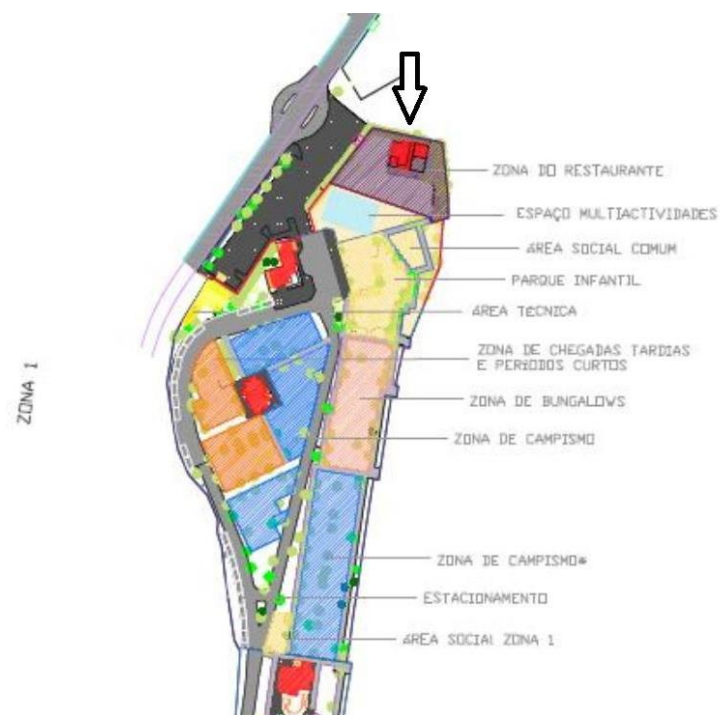 ZONA DO RESTAURANTE
ESPAÇO MULTIACTIVIDADES
ÁREA SOCIAL COMUM
PARQUE INFANTIL
ÁREA TÉCNICA
ZONA DE CHEGADAS TARDIAS
E PERÍODOS CURTOS
ZONA DE BUNGALOWS
ZONA 1
ZONA DE CAMPISMO
ZONA DE CAMPISMO*
ESTACIONAMENTO
ÁREA SOCIAL ZONA 1